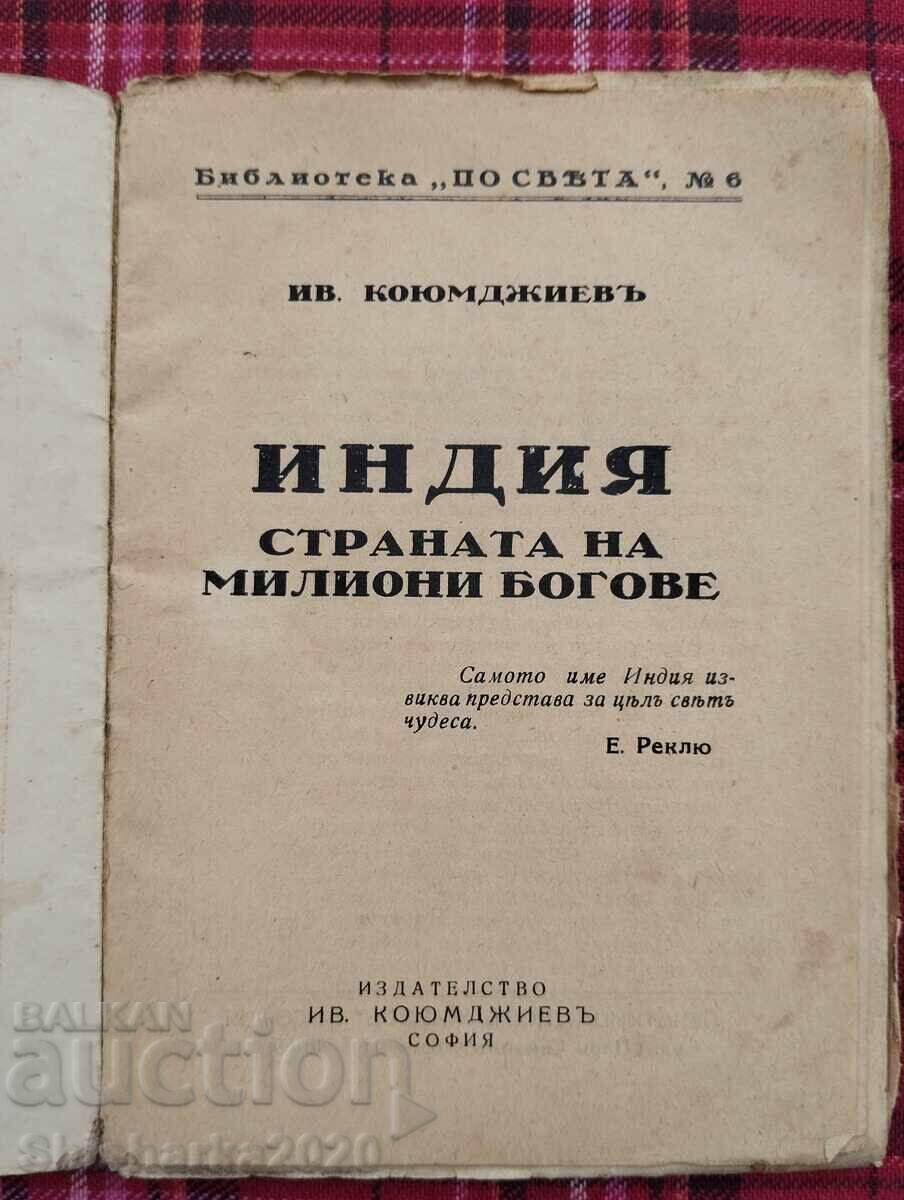 Библиотека „ПО СВѢТА“, № 6
ИВ. КОЮМДЖИЕВЪ
ИНДИЯ
СТРАНАТА НА
МИЛИОНИ БОГОВЕ
Самото име Индия из-
виква представа за цѣлъ свѣтъ
чудеса.
Е. Реклю
ИЗДАТЕЛСТВО
ИВ. КОЮМДЖИЕВЪ
СОФИЯ
BALKAN
auction